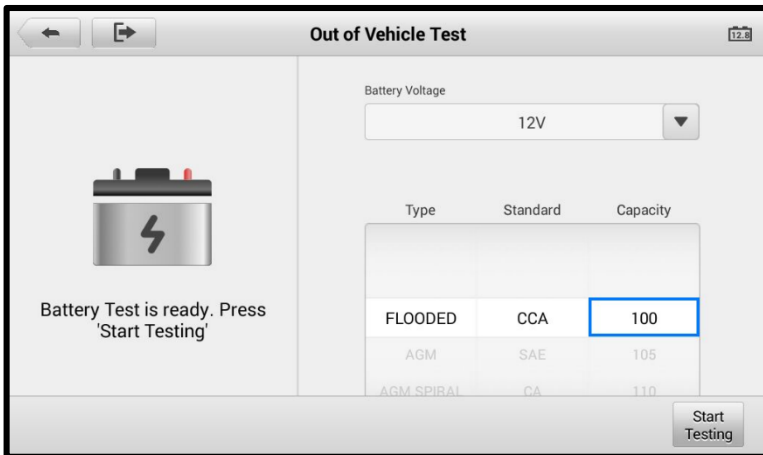 Out of Vehicle Test
12.8
Battery Voltage
12V
Type Standard Capacity
Battery Test is ready. Press
'Start Testing'
FLOODED CCA 100
AGM SAE 105
AGM SPIRAL CA 110
Start
Testing